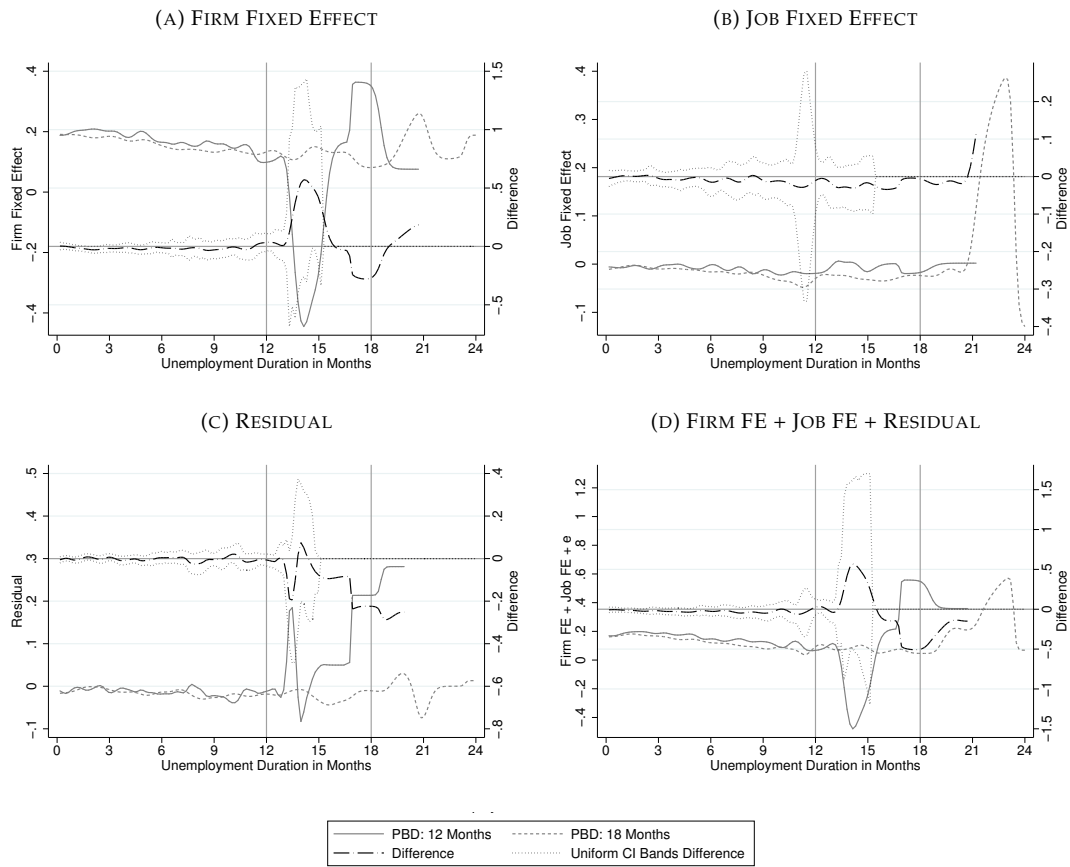 (A) FIRM FIXED EFFECT
(B) JOB FIXED EFFECT
Firm Fixed Effect
.4
.2
0
-.2
-.4
1.5
1
.5
0
-.5
Difference
0 3 6 9 12 15 18 21 24
Unemployment Duration in Months
Job Fixed Effect
.4
.3
.2
.1
0
-.1
.2
.1
0
-.1
-.2
-.3
-.4
Difference
0 3 6 9 12 15 18 21 24
Unemployment Duration in Months
(C) RESIDUAL
(D) FIRM FE + JOB FE + RESIDUAL
Residual
.5
.4
.3
.2
.1
0
-.1
.4
.2
0
-.2
-.4
-.6
-.8
Difference
0 3 6 9 12 15 18 21 24
Unemployment Duration in Months
Firm FE + Job FE + e
1.2
1
.8
.6
.4
.2
0
-.2
-.4
1.5
1
.5
0
-.5
-1
-1.5
Difference
0 3 6 9 12 15 18 21 24
Unemployment Duration in Months
PBD: 12 Months PBD: 18 Months
Difference Uniform CI Bands Difference